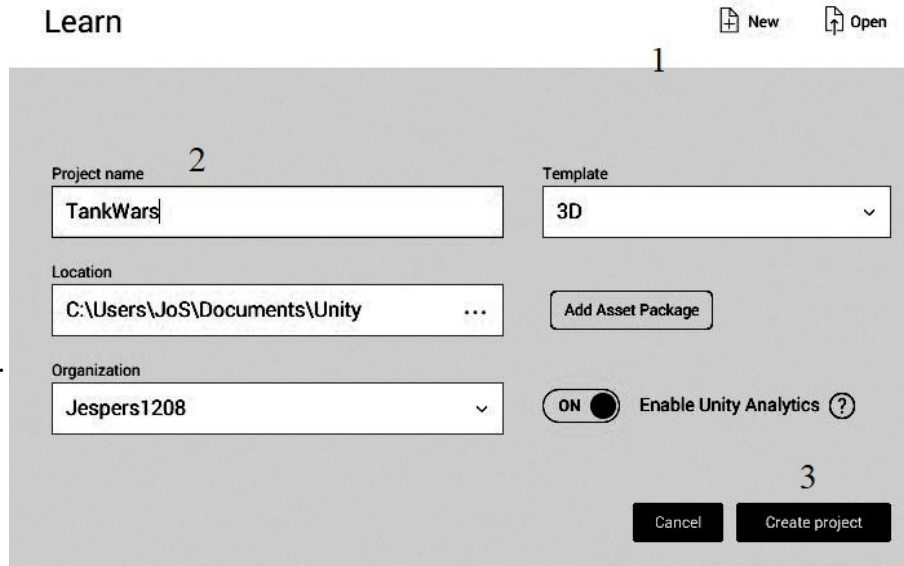 Learn
New
Open
1
2
Project name
Template
TankWars
3D
Location
C:\Users\JoS\Documents\Unity ...
Add Asset Package
Organization
Jespers1208
ON
Enable Unity Analytics ?
3
Cancel
Create project